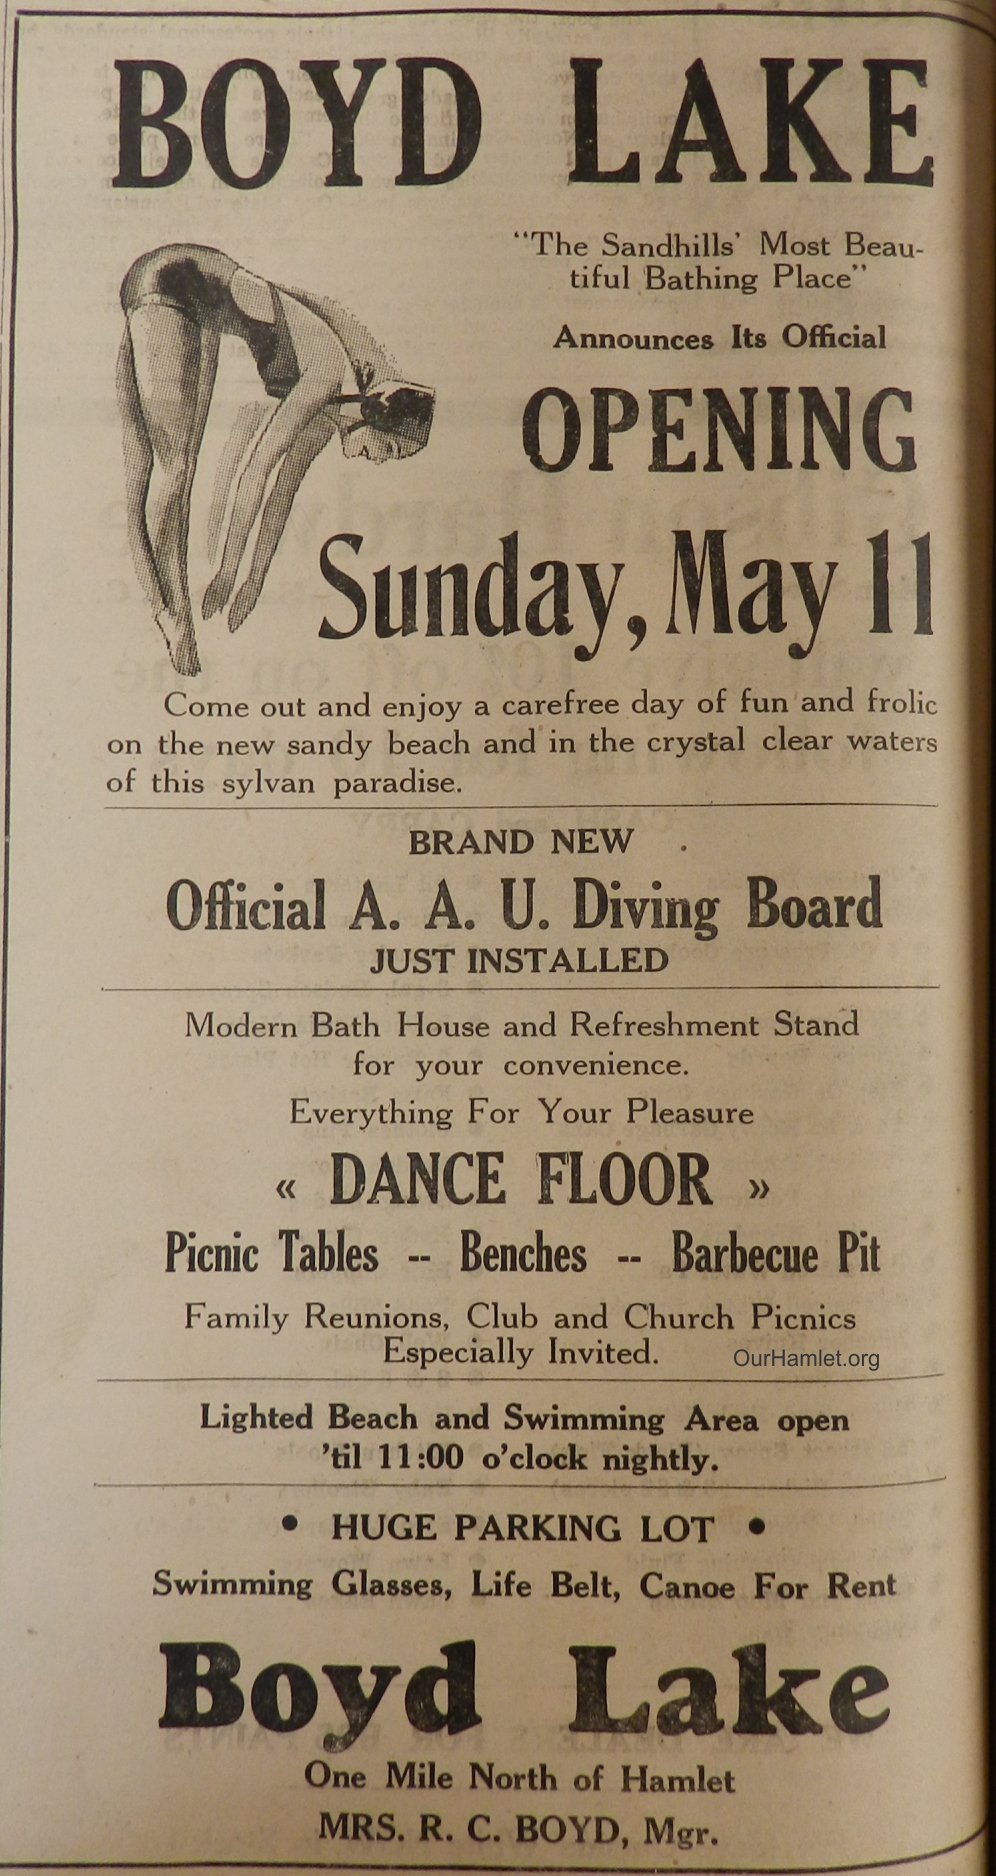 BOYD LAKE
"The Sandhills' Most Beau-
tiful Bathing Place"
Announces Its Official
OPENING
Sunday, May 11
Come out and enjoy a carefree day of fun and frolic
on the new sandy beach and in the crystal clear waters
of this sylvan paradise.
BRAND NEW
Official A. A. U. Diving Board
JUST INSTALLED
Modern Bath House and Refreshment Stand
for your convenience.
Everything For Your Pleasure
« DANCE FLOOR »
Picnic Tables -- Benches -- Barbecue Pit
Family Reunions, Club and Church Picnics
Especially Invited.
OurHamlet.org
Lighted Beach and Swimming Area open
'til 11:00 o'clock nightly.
• HUGE PARKING LOT •
Swimming Glasses, Life Belt, Canoe For Rent
Boyd Lake
One Mile North of Hamlet
MRS. R. C. BOYD, Mgr.